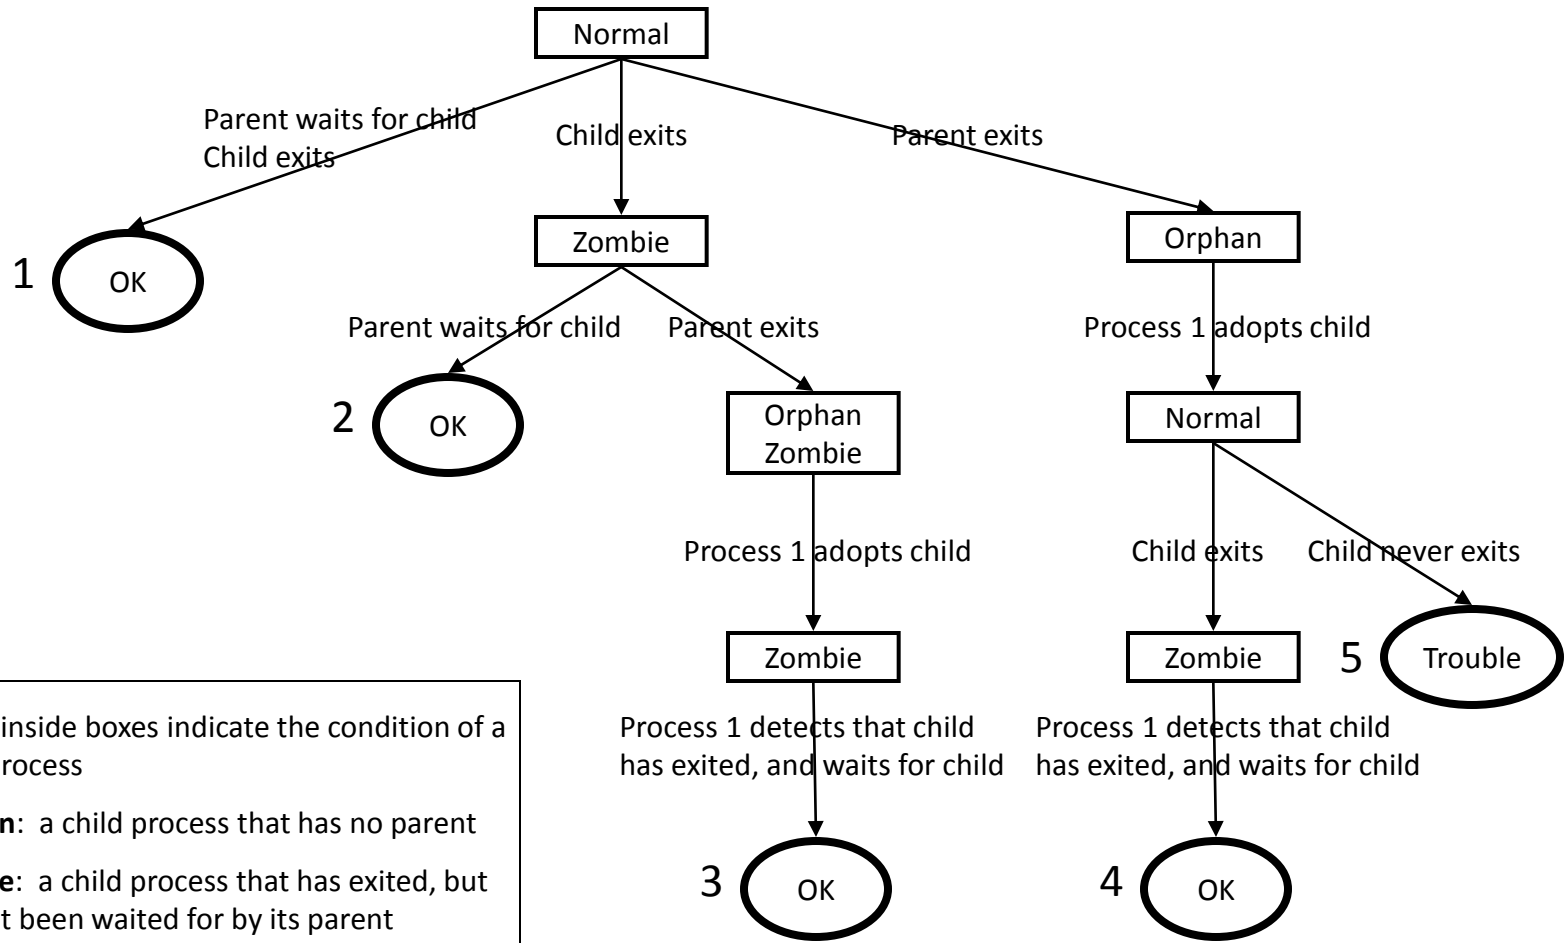 Normal
Parent waits for child
Child exits
Child exits
Parent exits
Zombie
Orphan
1
OK
Parent waits for child
Parent exits
Process 1 adopts child
2
OK
Orphan
Zombie
Normal
Process 1 adopts child
Child exits
Child never exits
Zombie
Zombie
5
Trouble
inside boxes indicate the condition of a
Process 1 detects that child
has exited, and waits for child
Process 1 detects that child
has exited, and waits for child
: a child process that has no parent
: a child process that has exited, but
been waited for by its parent
3
OK
4
OK